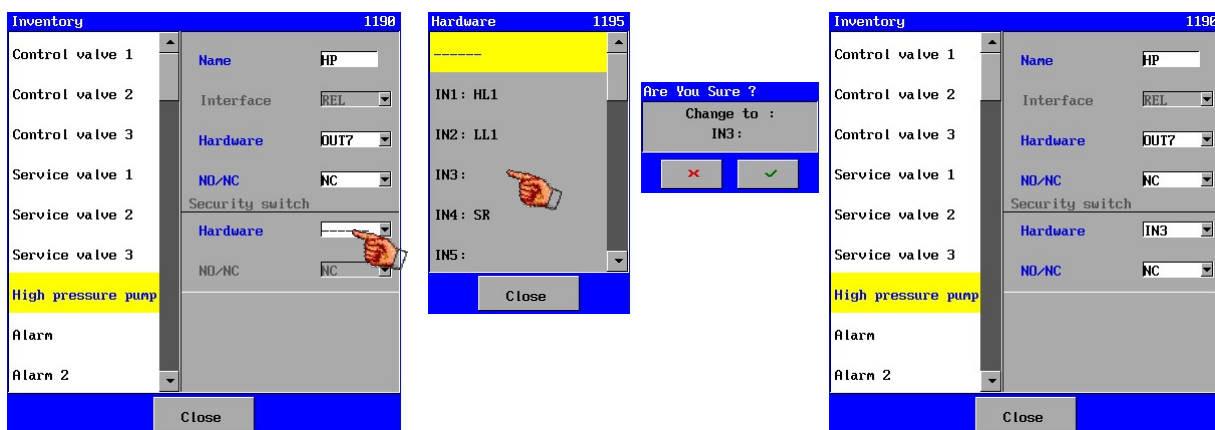 Inventory 1190
Control valve 1
Control valve 2
Control valve 3
Service valve 1
Service valve 2
Service valve 3
High pressure pump
Alarm
Alarm 2
Name HP
Interface REL
Hardware OUT7
NO/NC NC
Security switch
Hardware ------
NO/NC NC
Close
Hardware 1195
------
IN1: HL1
IN2: LL1
IN3:
IN4: SR
IN5:
Close
Are You Sure ?
Change to :
IN3:
Inventory 1190
Control valve 1
Control valve 2
Control valve 3
Service valve 1
Service valve 2
Service valve 3
High pressure pump
Alarm
Alarm 2
Name HP
Interface REL
Hardware OUT7
NO/NC NC
Security switch
Hardware IN3
NO/NC NC
Close